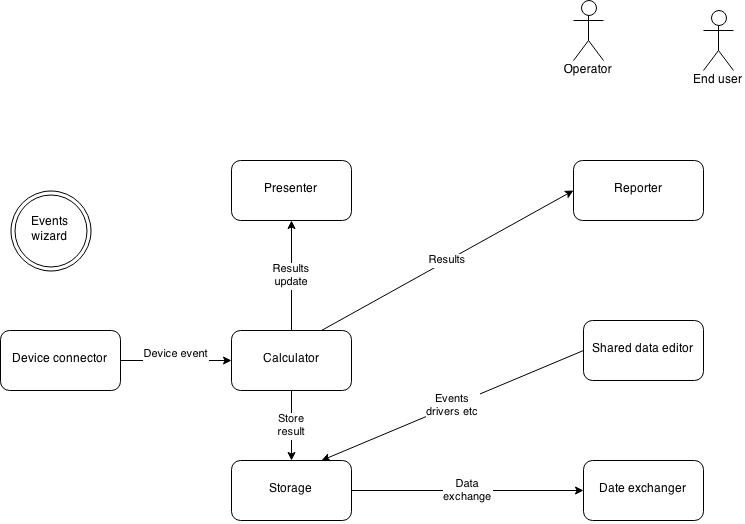 Operator
End user
Presenter
Reporter
Events
wizard
Results
update
Results
Device connector
Device event
Calculator
Shared data editor
Store
result
Events
drivers etc
Storage
Data
exchange
Date exchanger